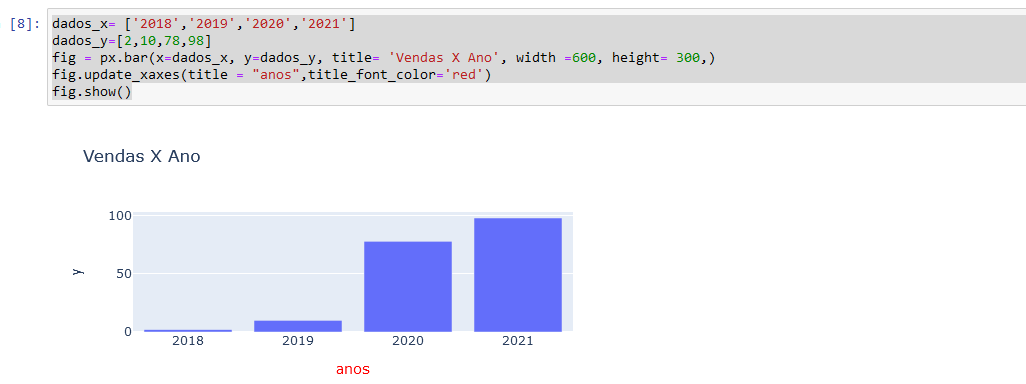 [8]: dados_x= ['2018','2019','2020','2021']
dados_y=[2,10,78,98]
fig = px.bar(x=dados_x, y=dados_y, title= 'Vendas X Ano', width =600, height= 300,)
fig.update_xaxes(title = "anos",title_font_color='red')
fig.show()
Vendas X Ano
100
50
0
y
2018 2019 2020 2021
anos